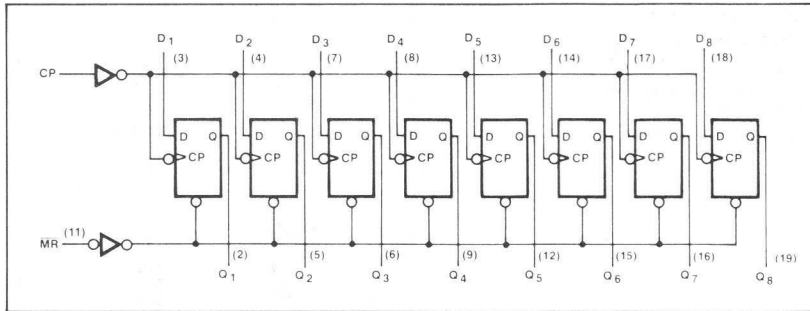 D1 D2 D3 D4 D5 D6 D7 D8
(3) (4) (7) (8) (13) (14) (17) (18)
CP
D Q D Q D Q D Q D Q D Q D Q D Q
CP CP CP CP CP CP CP CP
MR (11)
(2) (5) (6) (9) (12) (15) (16) (19)
Q1 Q2 Q3 Q4 Q5 Q6 Q7 Q8